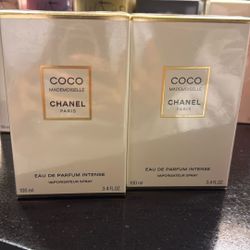 COCO
MADEMOISELLE
CHANEL
PARIS
EAU DE PARFUM INTENSE
VAPORISATEUR SPRAY
100 ml 3.4 fl.oz
COCO
MADEMOISELLE
CHANEL
PARIS
EAU DE PARFUM INTENSE
VAPORISATEUR SPRAY
100 ml 3.4 fl.oz